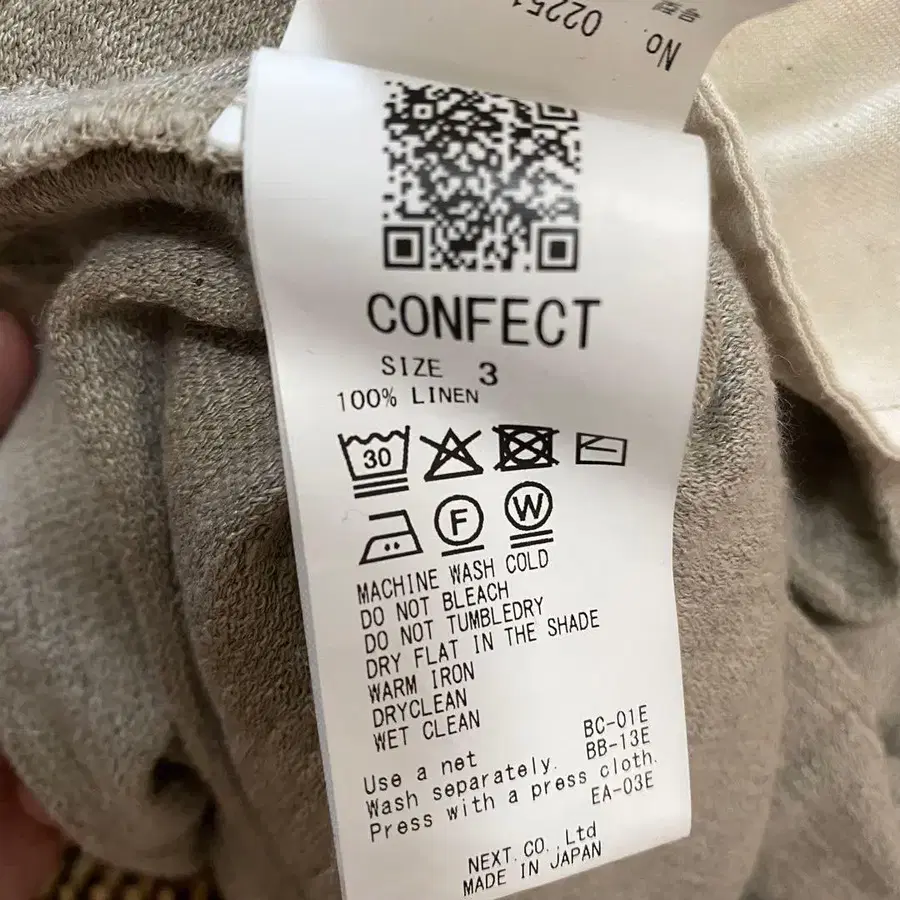 No. 02251
CONFECT
SIZE 3
100% LINEN
30
F W
MACHINE WASH COLD
DO NOT BLEACH
DO NOT TUMBLEDRY
DRY FLAT IN THE SHADE
WARM IRON
DRYCLEAN
WET CLEAN
BC-01E
Use a net
BB-13E
Wash separately.
Press with a press cloth.
EA-03E
NEXT. CO., Ltd
MADE IN JAPAN